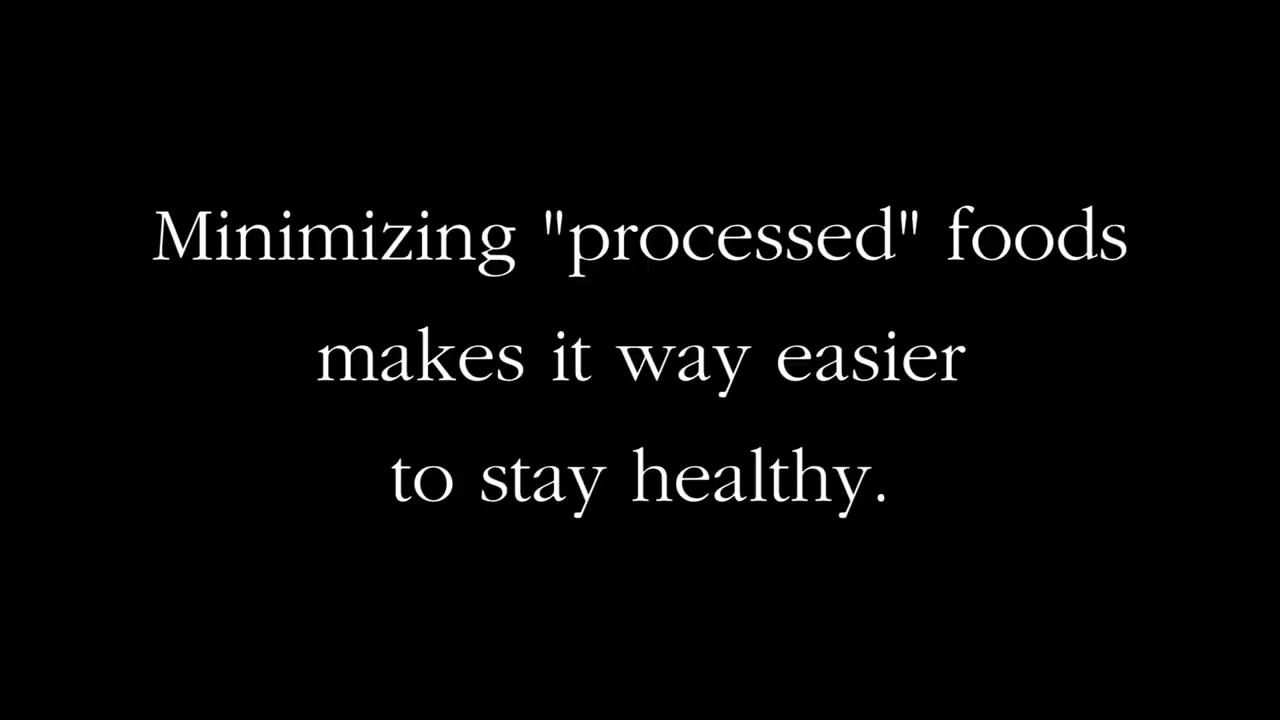 Minimizing "processed" foods
makes it way easier
to stay healthy.